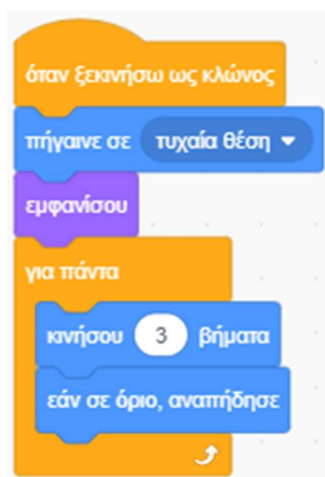 όταν ξεκινήσω ως κλώνος
πήγαινε σε τυχαία θέση
εμφανίσου
για πάντα
κινήσου 3 βήματα
εάν σε όριο, αναπήδησε